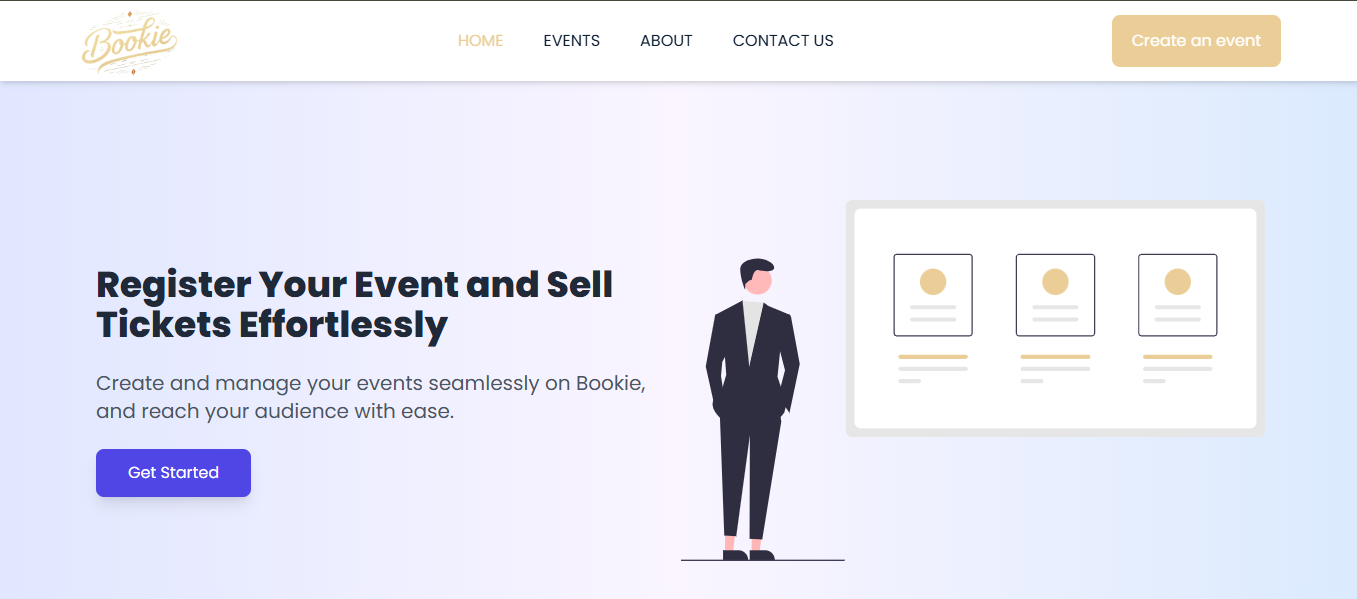 Bookie
HOME
EVENTS
ABOUT
CONTACT US
Create an event
Register Your Event and Sell
Tickets Effortlessly
Create and manage your events seamlessly on Bookie,
and reach your audience with ease.
Get Started